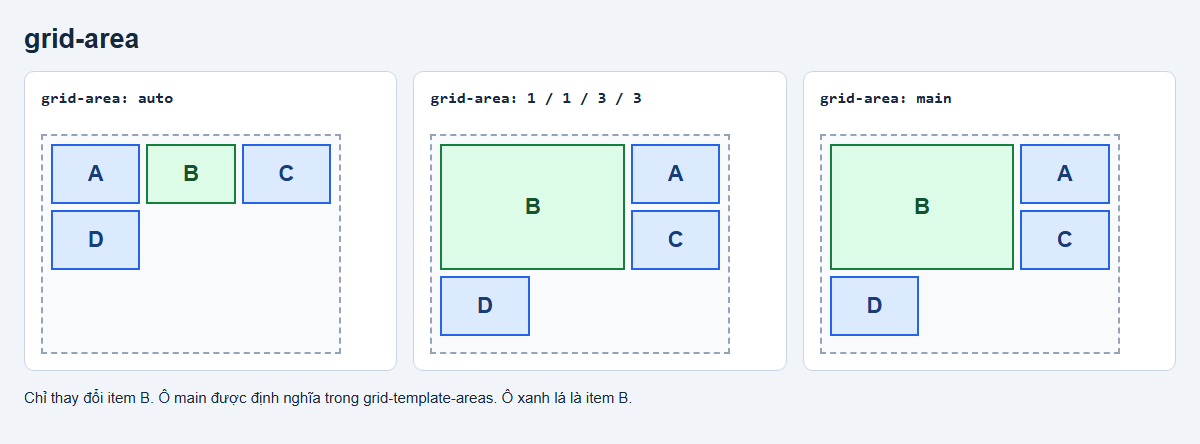 grid-area
grid-area: auto
A B C
D
grid-area: 1 / 1 / 3 / 3
B
A
C
D
grid-area: main
B
A
C
D
Chỉ thay đổi item B. Ô main được định nghĩa trong grid-template-areas. Ô xanh lá là item B.